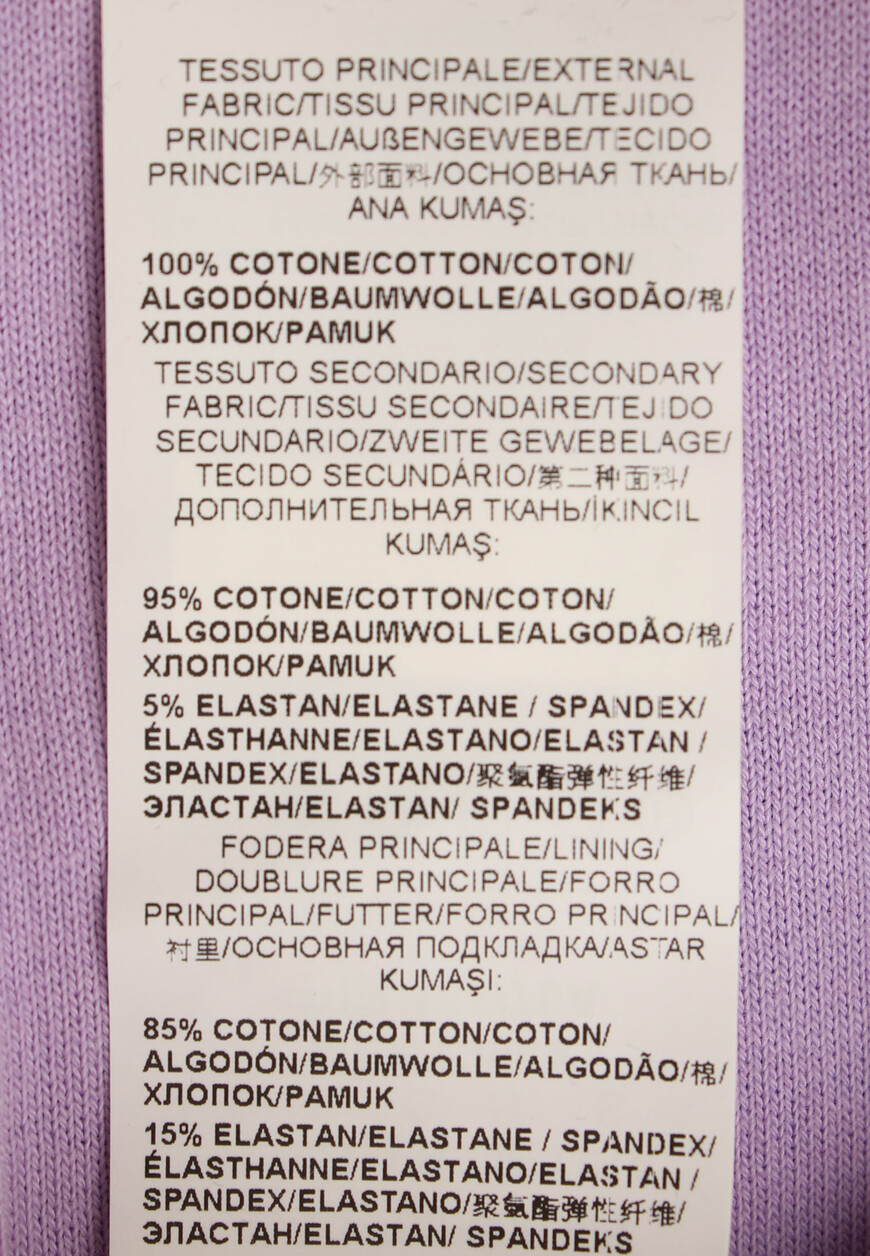 TESSUTO PRINCIPALE/EXTERNAL
FABRIC/TISSU PRINCIPAL/TEJIDO
PRINCIPAL/AUßENGEWEBE/TECIDO
PRINCIPAL/外部面料/ОСНОВНАЯ ТКАНЬ/
ANA KUMAŞ:
100% COTONE/COTTON/COTON/
ALGODÓN/BAUMWOLLE/ALGODÃO/棉/
ХЛОПОК/PAMUK
TESSUTO SECONDARIO/SECONDARY
FABRIC/TISSU SECONDAIRE/TEJIDO
SECUNDARIO/ZWEITE GEWEBELAGE/
TECIDO SECUNDÁRIO/第二种面料/
ДОПОЛНИТЕЛЬНАЯ ТКАНЬ/İKINCIL
KUMAŞ:
95% COTONE/COTTON/COTON/
ALGODÓN/BAUMWOLLE/ALGODÃO/棉/
ХЛОПОК/PAMUK
5% ELASTAN/ELASTANE / SPANDEX/
ÉLASTHANNE/ELASTANO/ELASTAN /
SPANDEX/ELASTANO/聚氨酯弹性纤维/
ЭЛАСТАН/ELASTAN/ SPANDEKS
FODERA PRINCIPALE/LINING/
DOUBLURE PRINCIPALE/FORRO
PRINCIPAL/FUTTER/FORRO PRINCIPAL/
衬里/ОСНОВНАЯ ПОДКЛАДКА/ASTAR
KUMAŞI:
85% COTONE/COTTON/COTON/
ALGODÓN/BAUMWOLLE/ALGODÃO/棉/
ХЛОПОК/PAMUK
15% ELASTAN/ELASTANE / SPANDEX/
ÉLASTHANNE/ELASTANO/ELASTAN /
SPANDEX/ELASTANO/聚氨酯弹性纤维/
ЭЛАСТАН/ELASTAN/ SPANDEKS